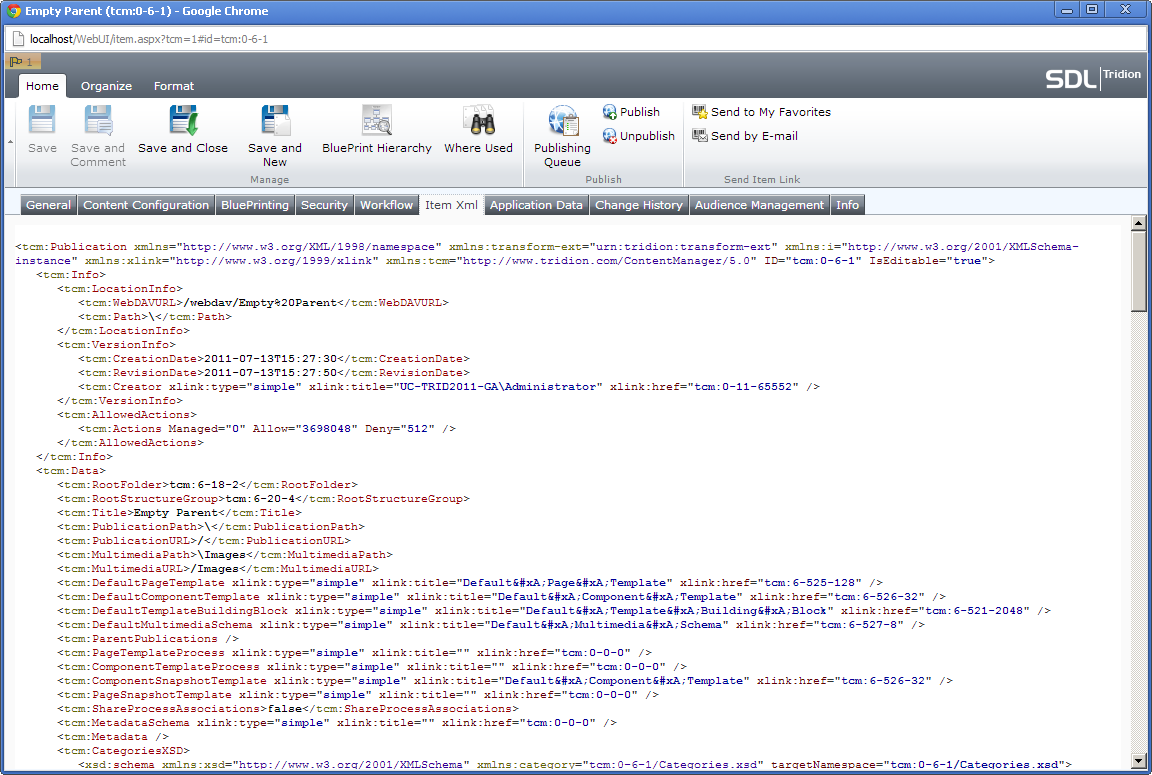 Empty Parent (tcm:0-6-1) - Google Chrome
localhost/WebUI/item.aspx?tcm=1#id=tcm:0-6-1
1
Home Organize Format
SDL Tridion
Save
Save and Comment
Save and Close
Save and New
BluePrint Hierarchy
Where Used
Manage
Publishing Queue
Publish
Unpublish
Publish
Send to My Favorites
Send by E-mail
Send Item Link
General Content Configuration BluePrinting Security Workflow Item Xml Application Data Change History Audience Management Info
<tcm:Publication xmlns="http://www.w3.org/XML/1998/namespace" xmlns:transform-ext="urn:tridion:transform-ext" xmlns:i="http://www.w3.org/2001/XMLSchema-
instance" xmlns:xlink="http://www.w3.org/1999/xlink" xmlns:tcm="http://www.tridion.com/ContentManager/5.0" ID="tcm:0-6-1" IsEditable="true">
<tcm:Info>
<tcm:LocationInfo>
<tcm:WebDAVURL>/webdav/Empty%20Parent</tcm:WebDAVURL>
<tcm:Path>\</tcm:Path>
</tcm:LocationInfo>
<tcm:VersionInfo>
<tcm:CreationDate>2011-07-13T15:27:30</tcm:CreationDate>
<tcm:RevisionDate>2011-07-13T15:27:50</tcm:RevisionDate>
<tcm:Creator xlink:type="simple" xlink:title="UC-TRID2011-GA\Administrator" xlink:href="tcm:0-11-65552" />
</tcm:VersionInfo>
<tcm:AllowedActions>
<tcm:Actions Managed="0" Allow="3698048" Deny="512" />
</tcm:AllowedActions>
</tcm:Info>
<tcm:Data>
<tcm:RootFolder>tcm:6-18-2</tcm:RootFolder>
<tcm:RootStructureGroup>tcm:6-20-4</tcm:RootStructureGroup>
<tcm:Title>Empty Parent</tcm:Title>
<tcm:PublicationPath>\</tcm:PublicationPath>
<tcm:PublicationURL>/</tcm:PublicationURL>
<tcm:MultimediaPath>\Images</tcm:MultimediaPath>
<tcm:MultimediaURL>/Images</tcm:MultimediaURL>
<tcm:DefaultPageTemplate xlink:type="simple" xlink:title="Default&#xA;Page&#xA;Template" xlink:href="tcm:6-525-128" />
<tcm:DefaultComponentTemplate xlink:type="simple" xlink:title="Default&#xA;Component&#xA;Template" xlink:href="tcm:6-526-32" />
<tcm:DefaultTemplateBuildingBlock xlink:type="simple" xlink:title="Default&#xA;Template&#xA;Building&#xA;Block" xlink:href="tcm:6-521-2048" />
<tcm:DefaultMultimediaSchema xlink:type="simple" xlink:title="Default&#xA;Multimedia&#xA;Schema" xlink:href="tcm:6-527-8" />
<tcm:ParentPublications />
<tcm:PageTemplateProcess xlink:type="simple" xlink:title="" xlink:href="tcm:0-0-0" />
<tcm:ComponentTemplateProcess xlink:type="simple" xlink:title="" xlink:href="tcm:0-0-0" />
<tcm:ComponentSnapshotTemplate xlink:type="simple" xlink:title="Default&#xA;Component&#xA;Template" xlink:href="tcm:6-526-32" />
<tcm:PageSnapshotTemplate xlink:type="simple" xlink:title="" xlink:href="tcm:0-0-0" />
<tcm:ShareProcessAssociations>false</tcm:ShareProcessAssociations>
<tcm:MetadataSchema xlink:type="simple" xlink:title="" xlink:href="tcm:0-0-0" />
<tcm:Metadata />
<tcm:CategoriesXSD>
<xsd:schema xmlns:xsd="http://www.w3.org/2001/XMLSchema" xmlns:category="tcm:0-6-1/Categories.xsd" targetNamespace="tcm:0-6-1/Categories.xsd">